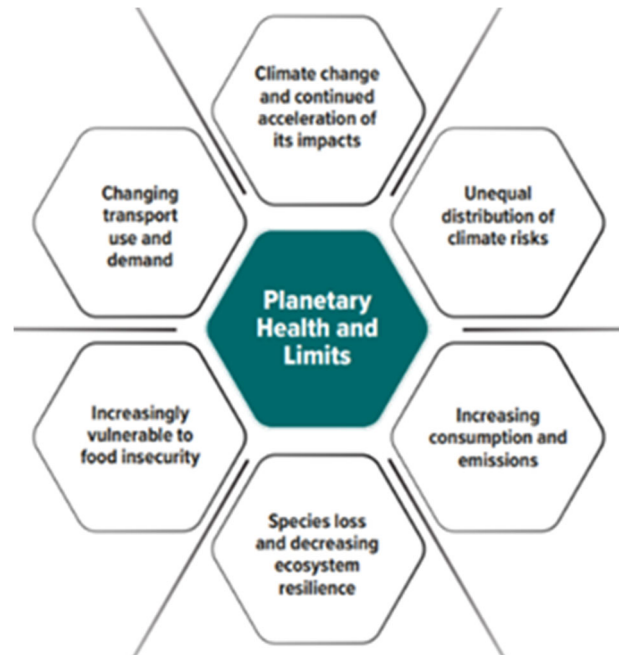 Climate change
and continued
acceleration of
its impacts
Changing
transport
use and
demand
Unequal
distribution of
climate risks
Planetary
Health and
Limits
Increasingly
vulnerable to
food insecurity
Increasing
consumption and
emissions
Species loss
and decreasing
ecosystem
resilience